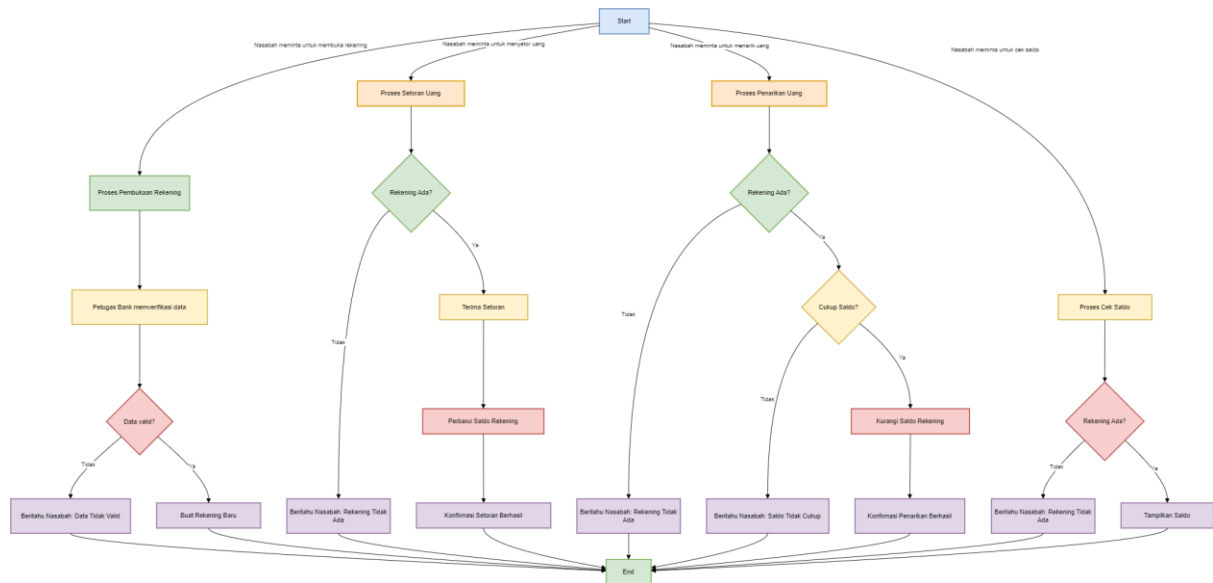 Start
Nasabah meminta untuk membuka rekening
Nasabah meminta untuk menyetor uang
Nasabah meminta untuk menarik uang
Nasabah meminta untuk cek saldo
Proses Setoran Uang
Proses Penarikan Uang
Proses Pembukaan Rekening
Rekening Ada?
Rekening Ada?
Ya
Ya
Petugas Bank memverifikasi data
Terima Setoran
Cukup Saldo?
Proses Cek Saldo
Tidak
Tidak
Tidak
Ya
Data valid?
Perbarui Saldo Rekening
Kurangi Saldo Rekening
Rekening Ada?
Tidak
Ya
Tidak
Ya
Beritahu Nasabah: Data Tidak Valid
Buat Rekening Baru
Beritahu Nasabah: Rekening Tidak
Ada
Konfirmasi Setoran Berhasil
Beritahu Nasabah: Rekening Tidak
Ada
Beritahu Nasabah: Saldo Tidak Cukup
Konfirmasi Penarikan Berhasil
Beritahu Nasabah: Rekening Tidak
Ada
Tampilkan Saldo
End